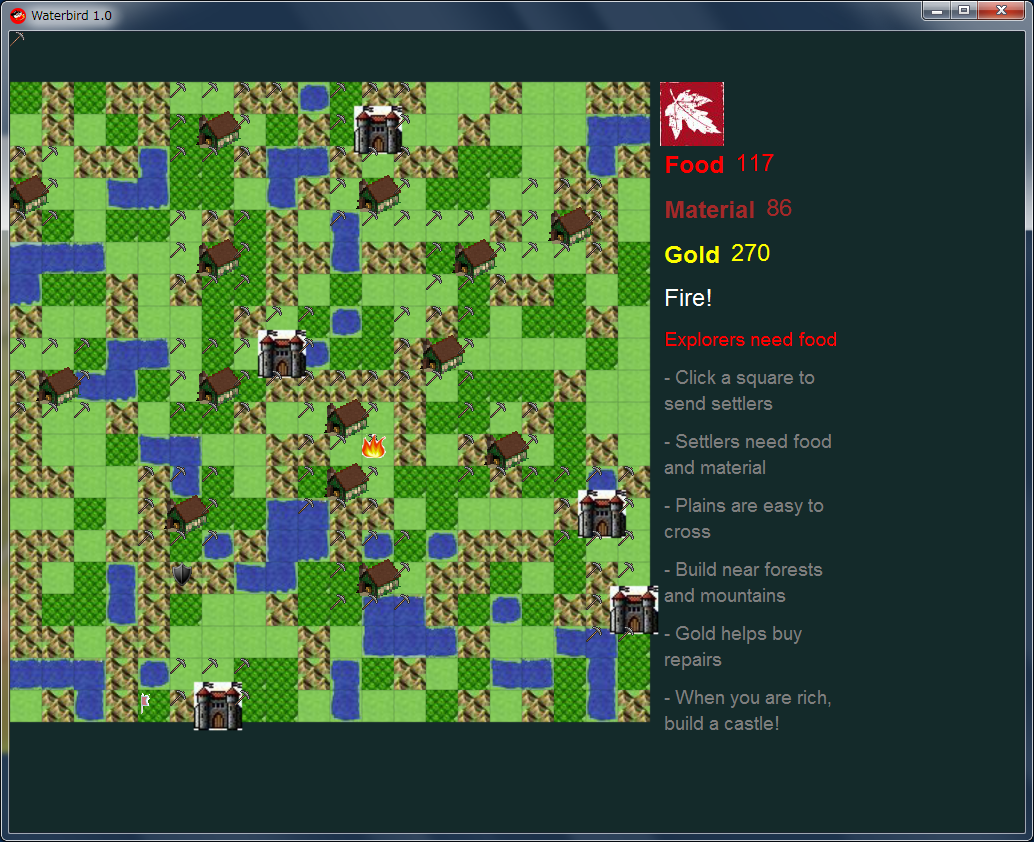 Waterbird 1.0
Food 117
Material 86
Gold 270
Fire!
Explorers need food
- Click a square to
send settlers
- Settlers need food
and material
- Plains are easy to
cross
- Build near forests
and mountains
- Gold helps buy
repairs
- When you are rich,
build a castle!